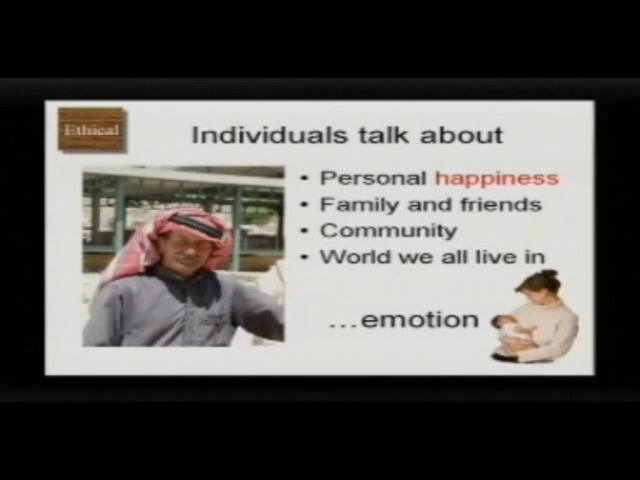 Ethical
Individuals talk about
• Personal happiness
• Family and friends
• Community
• World we all live in
...emotion